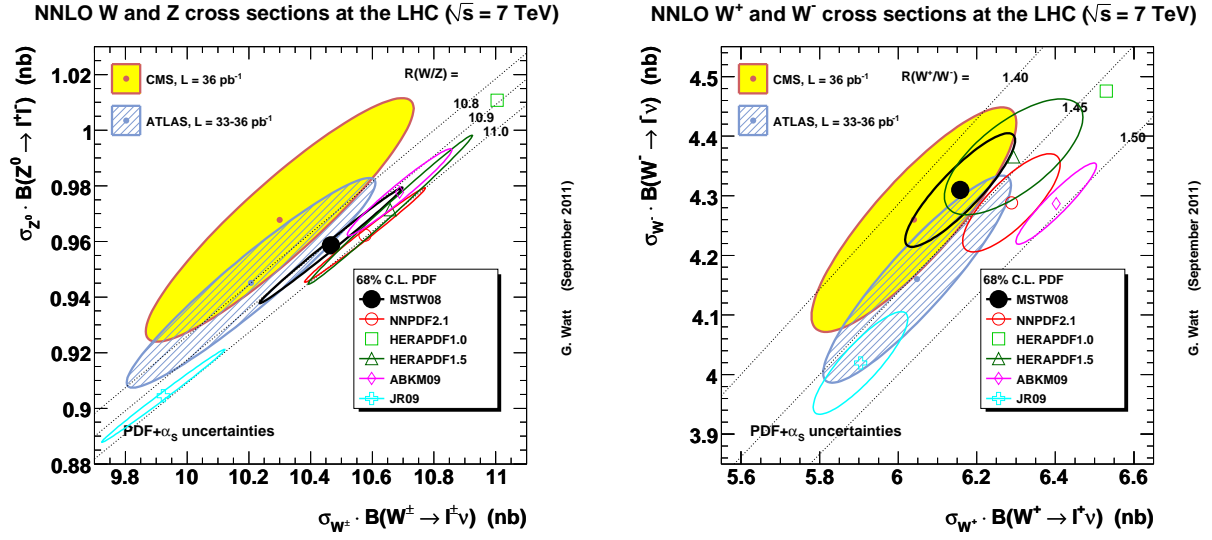 NNLO W and Z cross sections at the LHC (√s = 7 TeV)
σ_Z⁰ · B(Z⁰ → l⁺l⁻) (nb)
1.02
1
0.98
0.96
0.94
0.92
0.9
0.88
CMS, L = 36 pb⁻¹
ATLAS, L = 33-36 pb⁻¹
R(W/Z) =
10.8
10.9
11.0
68% C.L. PDF
MSTW08
NNPDF2.1
HERAPDF1.0
HERAPDF1.5
ABKM09
JR09
PDF+α_S uncertainties
9.8 10 10.2 10.4 10.6 10.8 11
σ_W± · B(W± → l±ν) (nb)
G. Watt (September 2011)
NNLO W⁺ and W⁻ cross sections at the LHC (√s = 7 TeV)
σ_W⁻ · B(W⁻ → l⁻ν) (nb)
4.5
4.4
4.3
4.2
4.1
4
3.9
CMS, L = 36 pb⁻¹
ATLAS, L = 33-36 pb⁻¹
R(W⁺/W⁻) =
1.40
1.45
1.50
68% C.L. PDF
MSTW08
NNPDF2.1
HERAPDF1.0
HERAPDF1.5
ABKM09
JR09
PDF+α_S uncertainties
5.6 5.8 6 6.2 6.4 6.6
σ_W⁺ · B(W⁺ → l⁺ν) (nb)
G. Watt (September 2011)